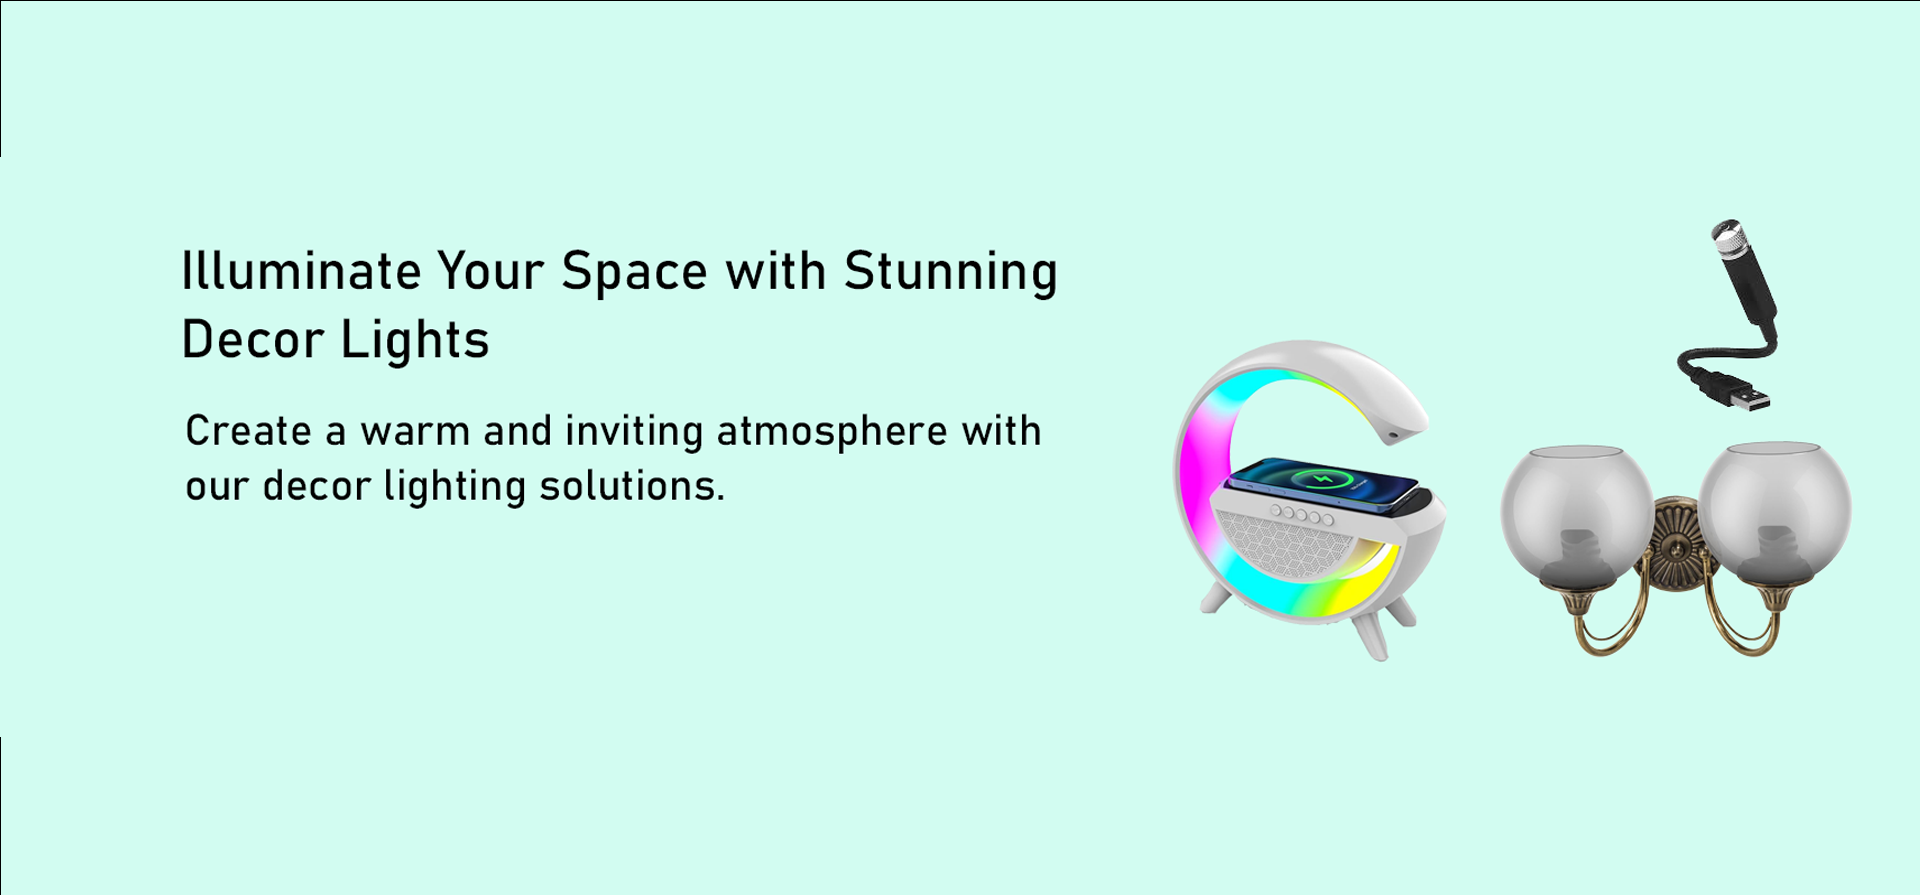 Illuminate Your Space with Stunning
Decor Lights
Create a warm and inviting atmosphere with
our decor lighting solutions.